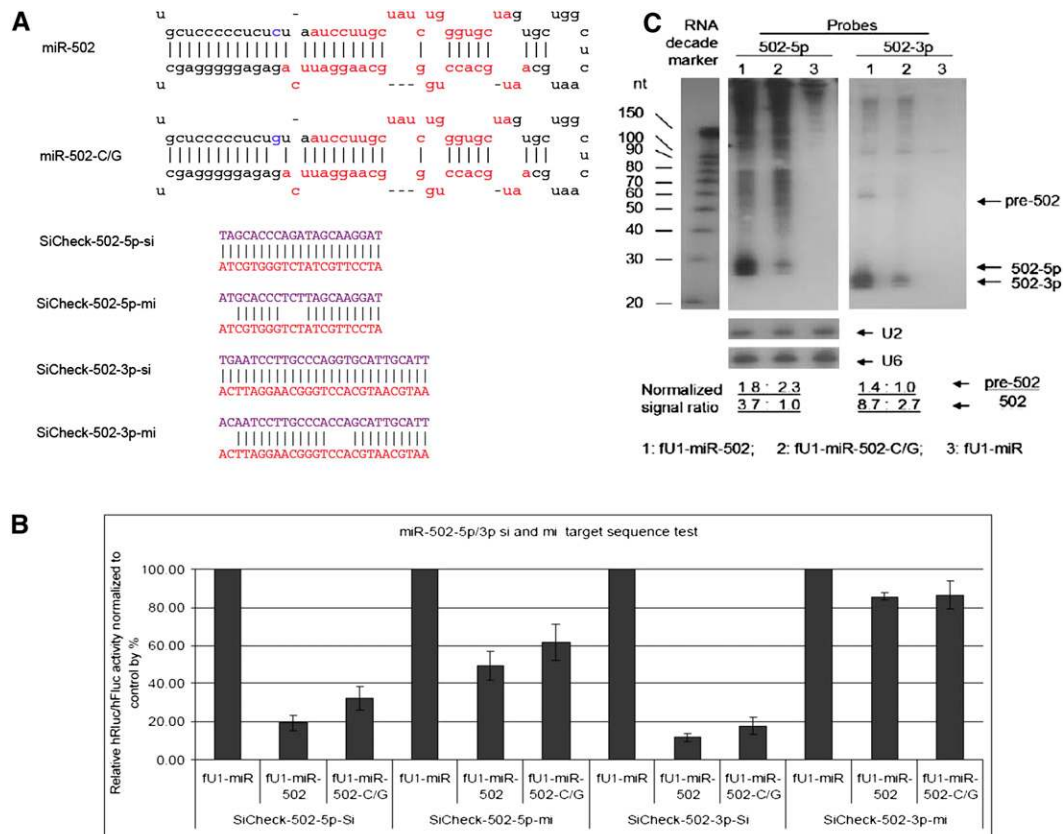 A
u - uau ug uag ugg
gcucccccucucu aauccuugc c ggugc ugc c
miR-502
u
cgagggggagaga uuaggaacg g ccacg acg c
u c --- gu -ua uaa
u - uau ug uag ugg
gcucccccucugu aauccuugc c ggugc ugc c
miR-502-C/G
u
cgagggggagaga uuaggaacg g ccacg acg c
u c --- gu -ua uaa
SiCheck-502-5p-si
TAGCACCCAGATAGCAAGGAT
ATCGTGGGTCTATCGTTCCTA
SiCheck-502-5p-mi
ATGCACCCTCTTAGCAAGGAT
ATCGTGGGTCTATCGTTCCTA
SiCheck-502-3p-si
TGAATCCTTGCCCAGGTGCATTGCATT
ACTTAGGAACGGGTCCACGTAACGTAA
SiCheck-502-3p-mi
ACAATCCTTGCCCACCAGCATTGCATT
ACTTAGGAACGGGTCCACGTAACGTAA
C
RNA decade marker
Probes
502-5p 502-3p
1 2 3 1 2 3
nt
150
100
90
80
70
60
50
40
30
20
pre-502
502-5p
502-3p
U2
U6
Normalized signal ratio
1.8 : 2.3 1.4 : 1.0 pre-502
3.7 : 1.0 8.7 : 2.7 502
1: fU1-miR-502; 2: fU1-miR-502-C/G; 3: fU1-miR
B
miR-502-5p/3p si and mi target sequence test
Relative hRluc/hFluc activity normalized to control by %
100.00
80.00
60.00
40.00
20.00
0.00
fU1-miR fU1-miR-502 fU1-miR-502-C/G fU1-miR fU1-miR-502 fU1-miR-502-C/G fU1-miR fU1-miR-502 fU1-miR-502-C/G fU1-miR fU1-miR-502 fU1-miR-502-C/G
SiCheck-502-5p-Si SiCheck-502-5p-mi SiCheck-502-3p-Si SiCheck-502-3p-mi